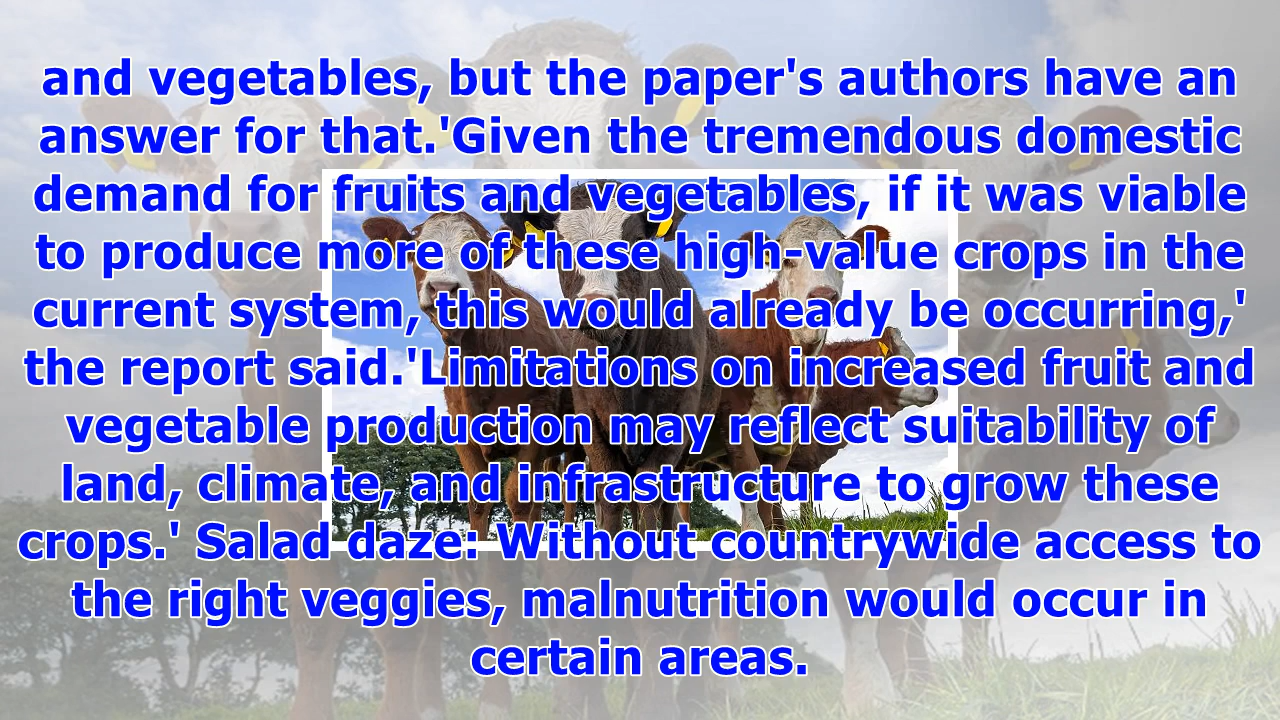 and vegetables, but the paper's authors have an
answer for that.'Given the tremendous domestic
demand for fruits and vegetables, if it was viable
to produce more of these high-value crops in the
current system, this would already be occurring,'
the report said.'Limitations on increased fruit and
vegetable production may reflect suitability of
land, climate, and infrastructure to grow these
crops.' Salad daze: Without countrywide access to
the right veggies, malnutrition would occur in
certain areas.